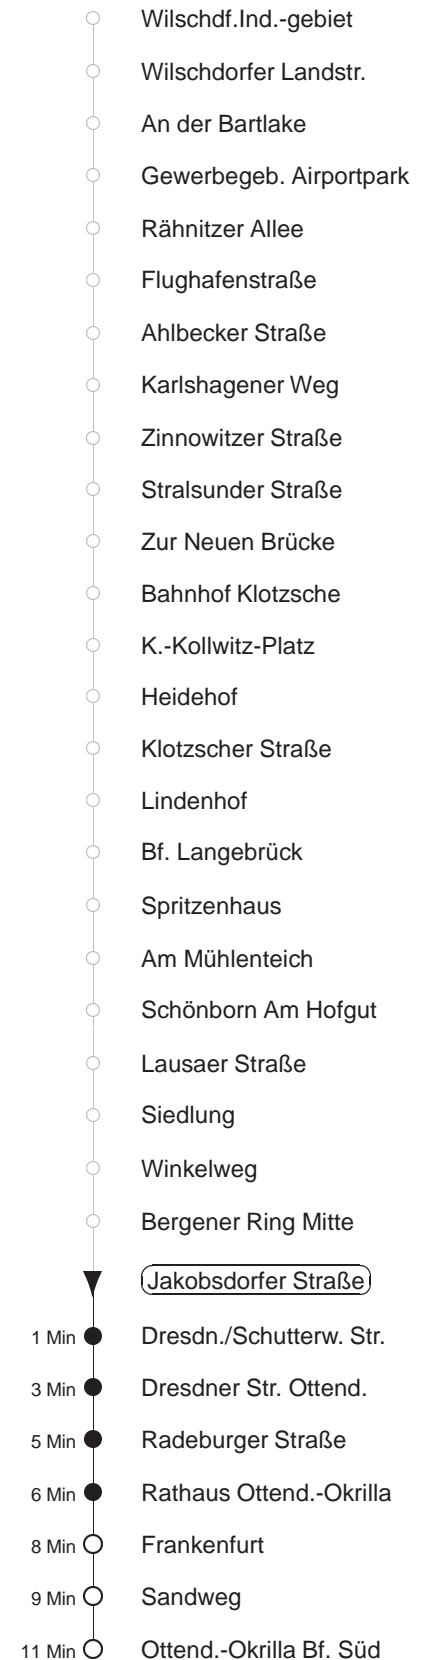 Wilschdf.Ind.-gebiet
Wilschdorfer Landstr.
An der Bartlake
Gewerbegeb. Airportpark
Rähnitzer Allee
Flughafenstraße
Ahlbecker Straße
Karlshagener Weg
Zinnowitzer Straße
Stralsunder Straße
Zur Neuen Brücke
Bahnhof Klotzsche
K.-Kollwitz-Platz
Heidehof
Klotzscher Straße
Lindenhof
Bf. Langebrück
Spritzenhaus
Am Mühlenteich
Schönborn Am Hofgut
Lausaer Straße
Siedlung
Winkelweg
Bergener Ring Mitte
Jakobsdorfer Straße
1 Min Dresdn./Schutterw. Str.
3 Min Dresdner Str. Ottend.
5 Min Radeburger Straße
6 Min Rathaus Ottend.-Okrilla
8 Min Frankenfurt
9 Min Sandweg
11 Min Ottend.-Okrilla Bf. Süd